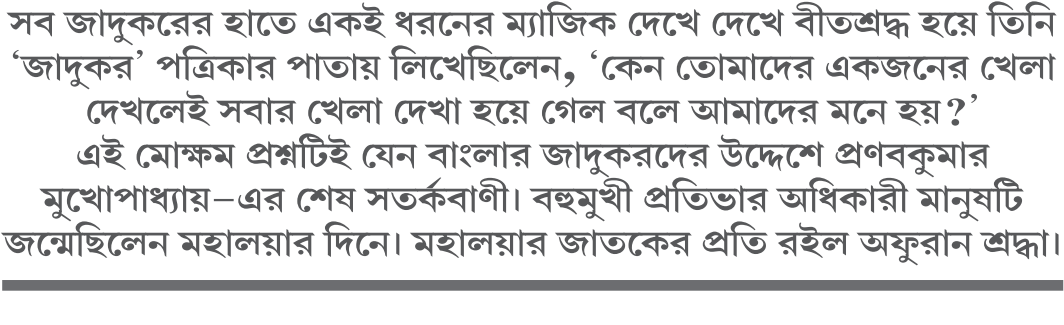 সব জাদুকরের হাতে একই ধরনের ম্যাজিক দেখে দেখে বীতশ্রদ্ধ হয়ে তিনি
‘জাদুকর’ পত্রিকার পাতায় লিখেছিলেন, ‘কেন তোমাদের একজনের খেলা
দেখলেই সবার খেলা দেখা হয়ে গেল বলে আমাদের মনে হয়?’
এই মোক্ষম প্রশ্নটিই যেন বাংলার জাদুকরদের উদ্দেশে প্রণবকুমার
মুখোপাধ্যায়–এর শেষ সতর্কবাণী। বহুমুখী প্রতিভার অধিকারী মানুষটি
জন্মেছিলেন মহালয়ার দিনে। মহালয়ার জাতকের প্রতি রইল অফুরান শ্রদ্ধা।